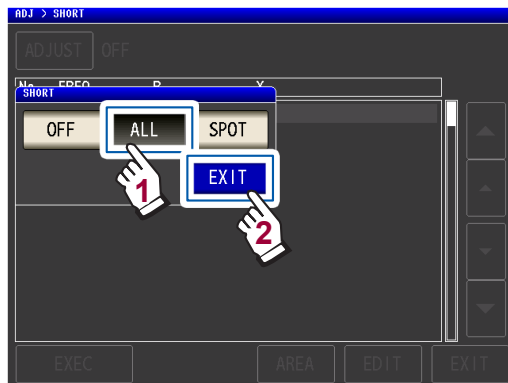 ADJ > SHORT
ADJUST OFF
No. FREQ R X
SHORT
OFF ALL SPOT
EXIT
1
2
EXEC AREA EDIT EXIT